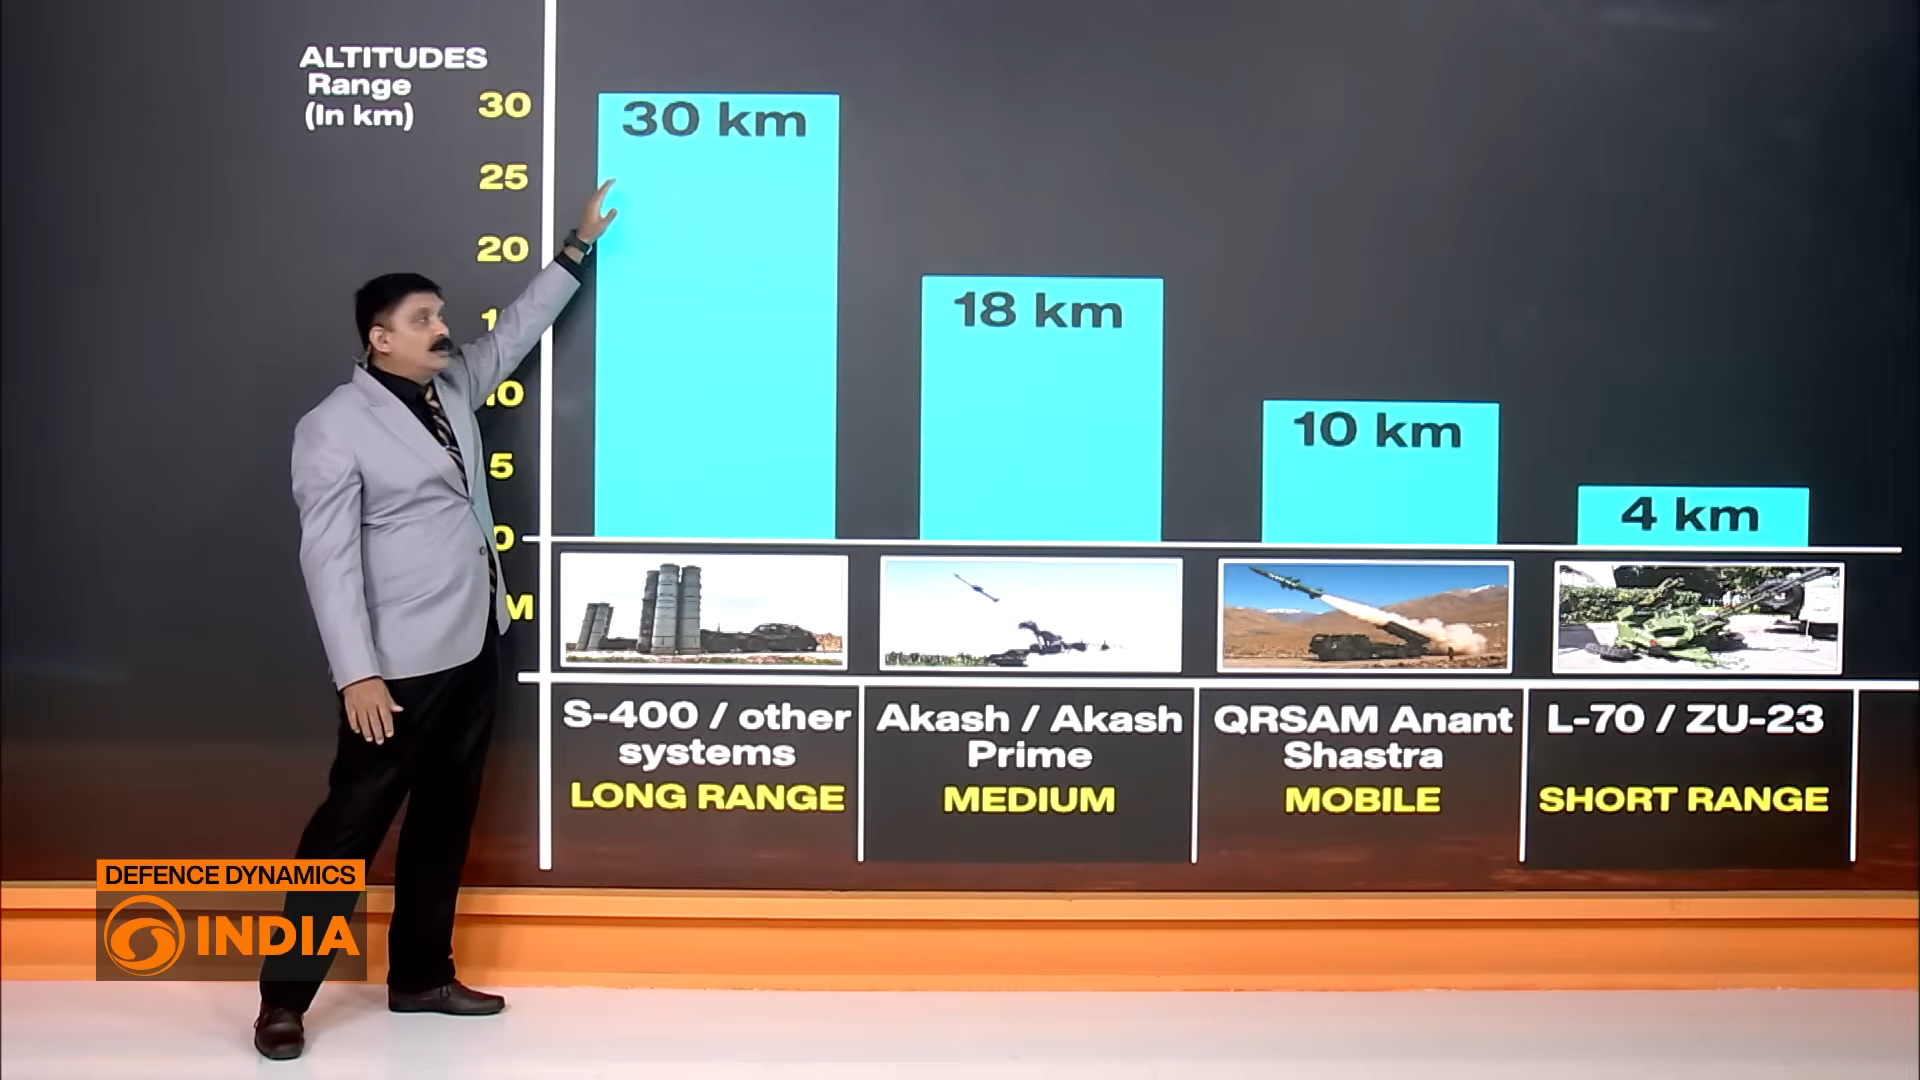 ALTITUDES
Range
(In km)
30
25
20
5
0
30 km
18 km
10 km
4 km
S-400 / other
systems
LONG RANGE
Akash / Akash
Prime
MEDIUM
QRSAM Anant
Shastra
MOBILE
L-70 / ZU-23
SHORT RANGE
DEFENCE DYNAMICS
INDIA